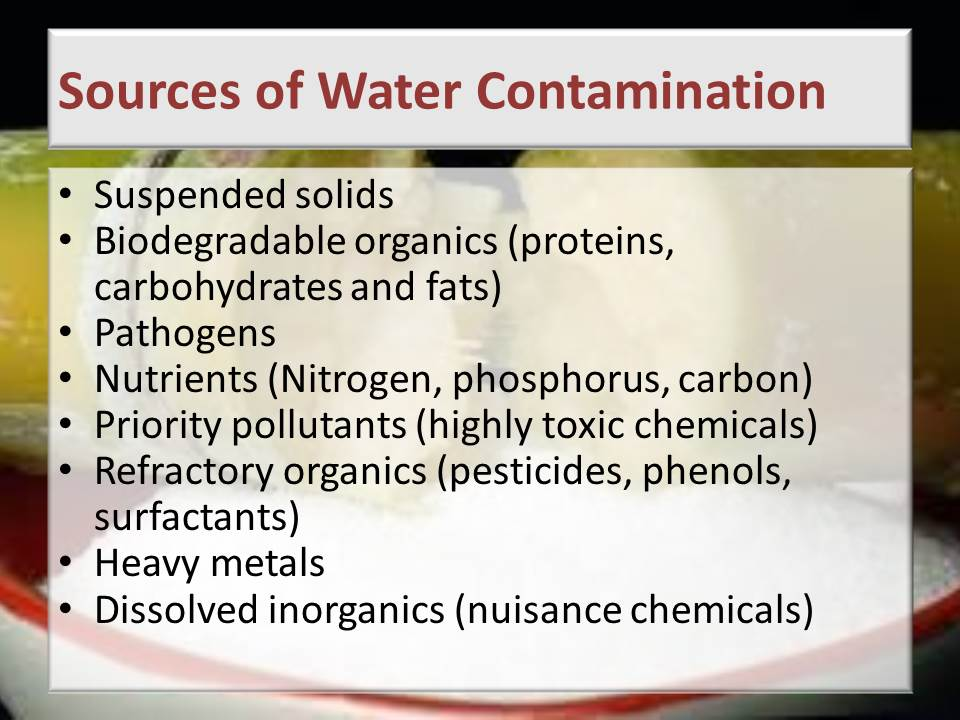 Sources of Water Contamination
• Suspended solids
• Biodegradable organics (proteins,
carbohydrates and fats)
• Pathogens
• Nutrients (Nitrogen, phosphorus, carbon)
• Priority pollutants (highly toxic chemicals)
• Refractory organics (pesticides, phenols,
surfactants)
• Heavy metals
• Dissolved inorganics (nuisance chemicals)